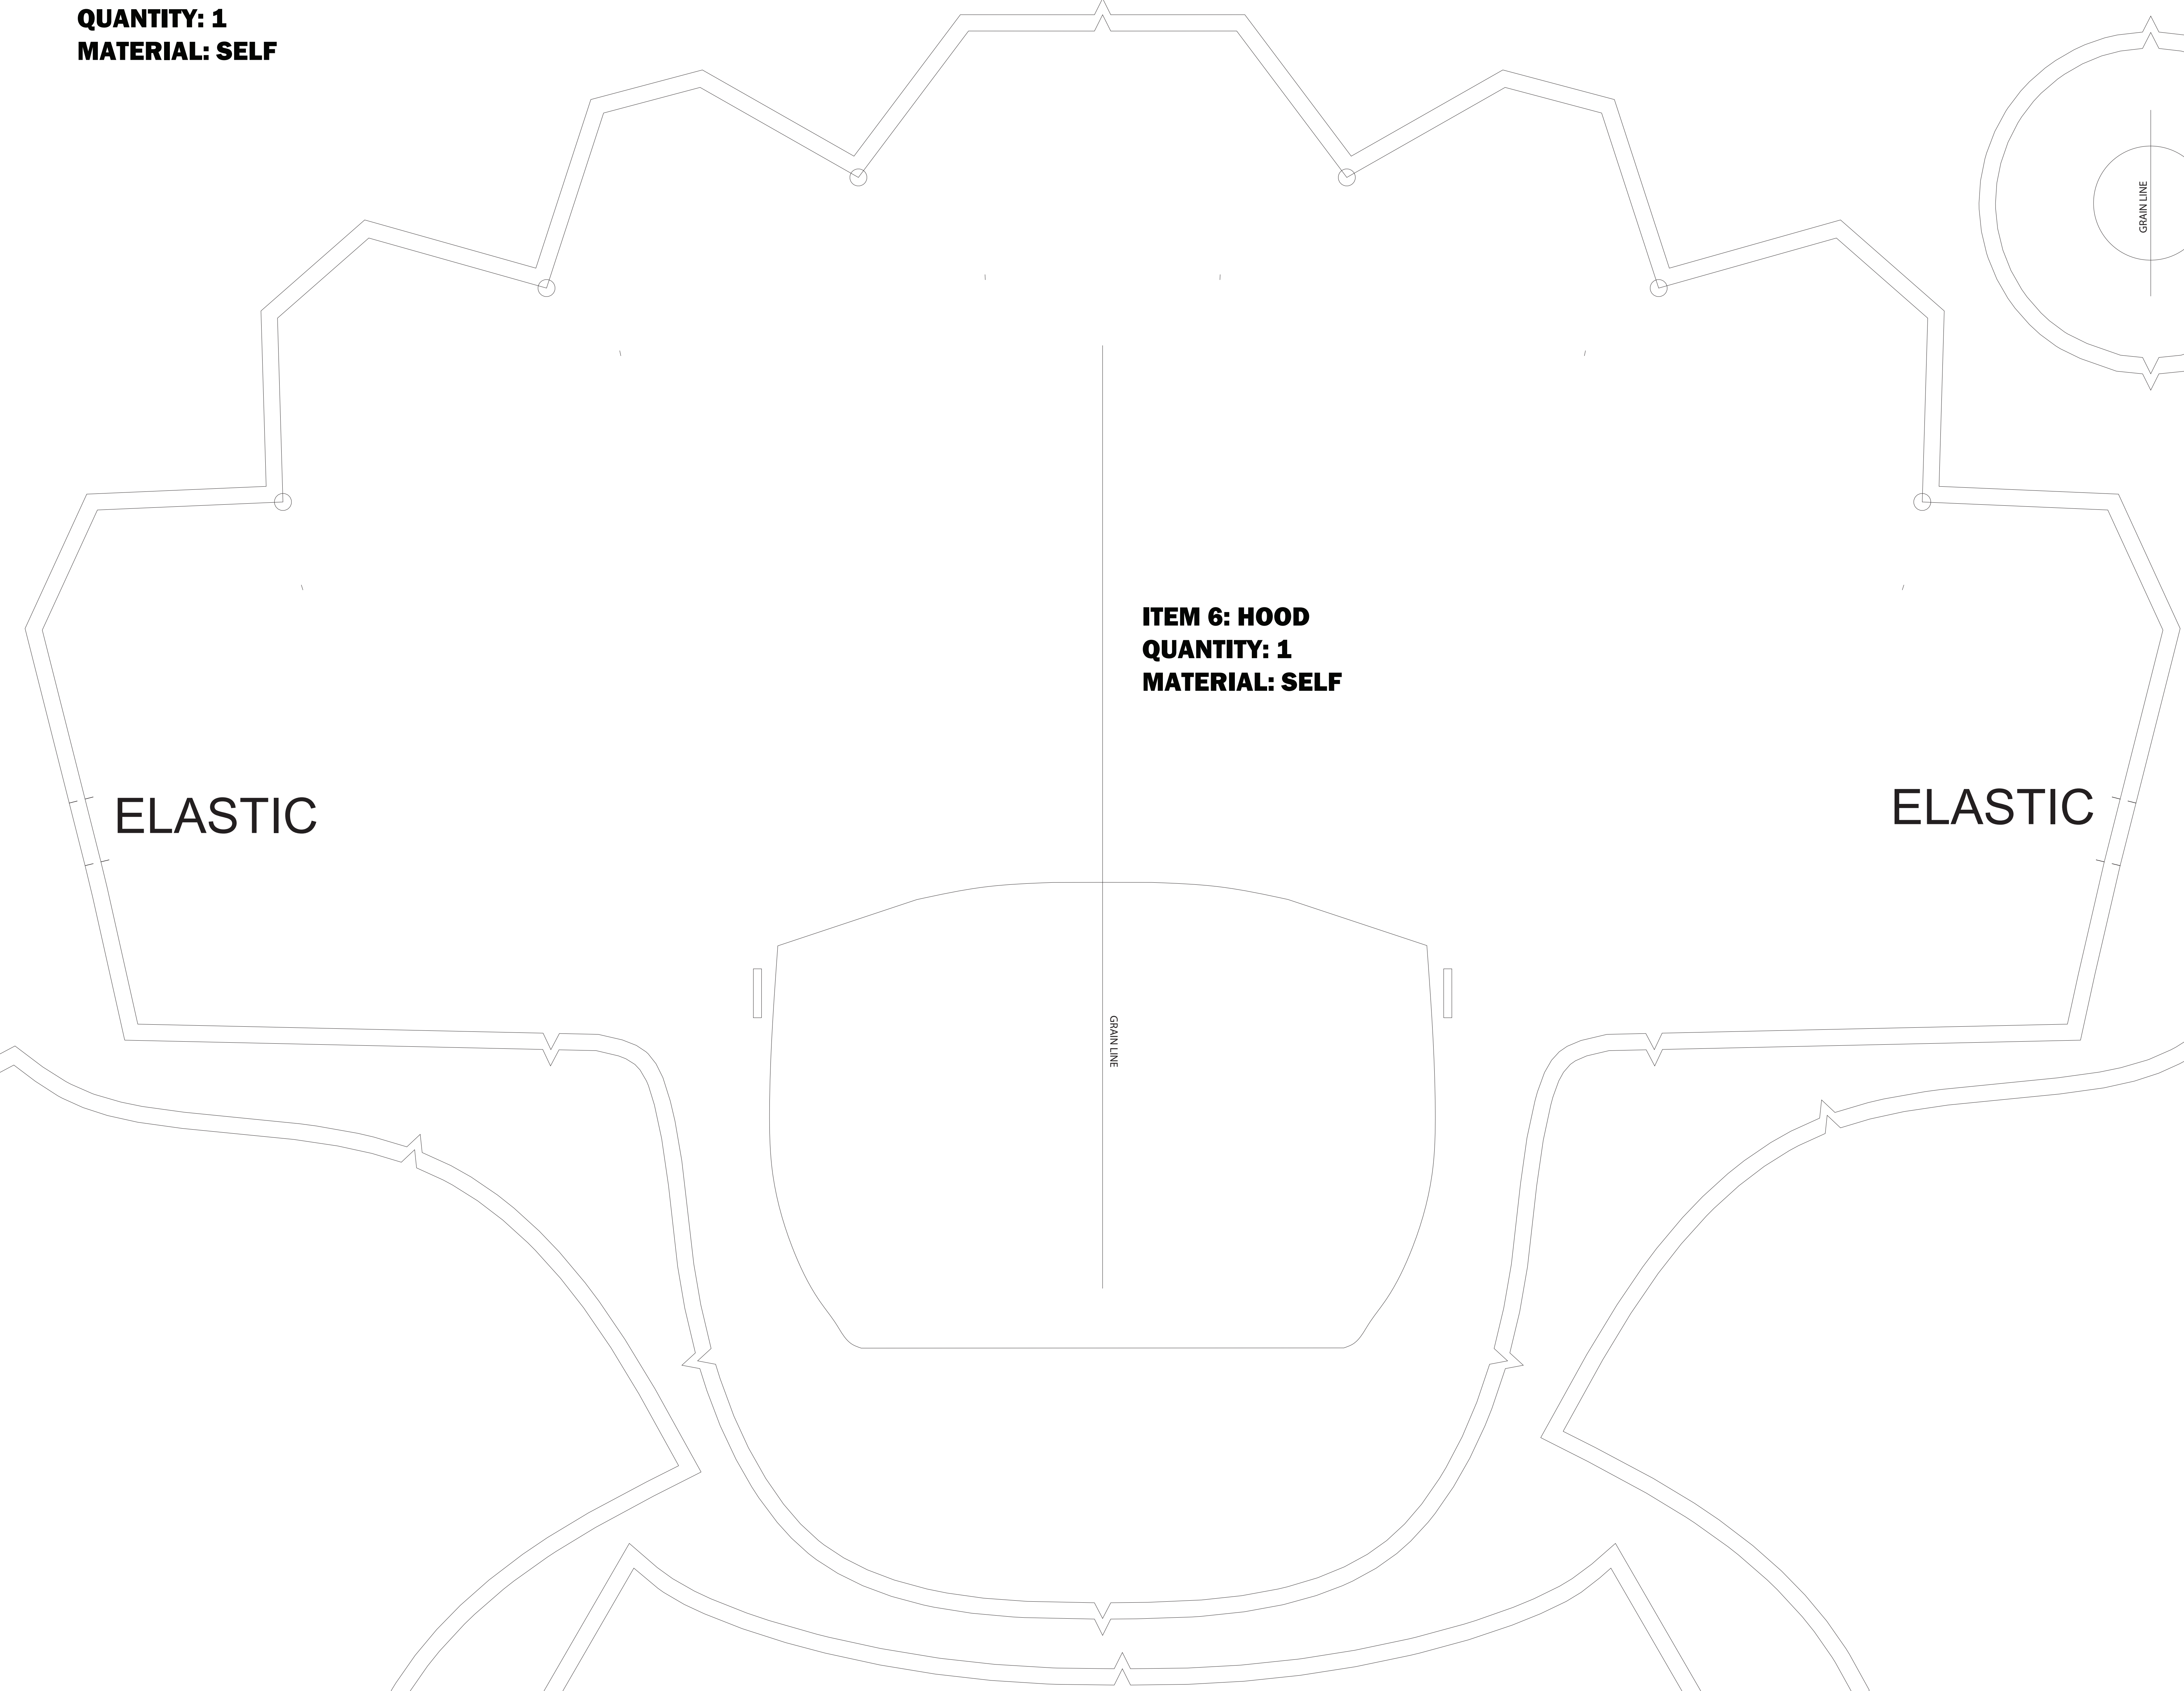 QUANTITY: 1
MATERIAL: SELF
GRAIN LINE
ITEM 6: HOOD
QUANTITY: 1
MATERIAL: SELF
ELASTIC
ELASTIC
GRAIN LINE